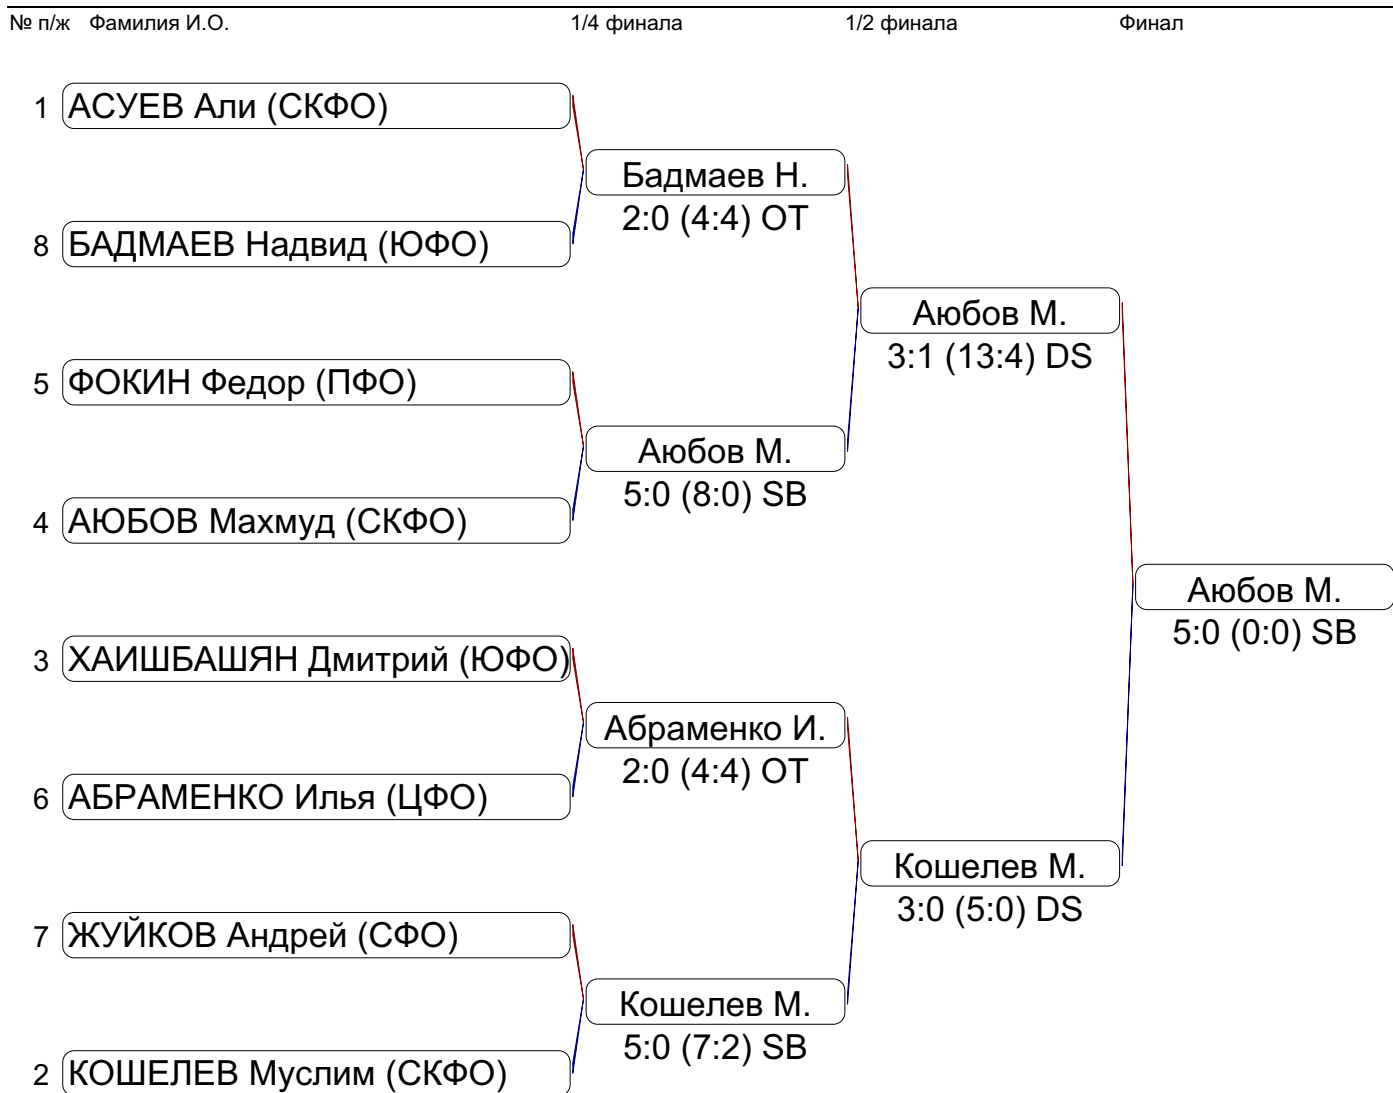 № п/ж Фамилия И.О. 1/4 финала 1/2 финала Финал
1 АСУЕВ Али (СКФО)
Бадмаев Н.
2:0 (4:4) OT
8 БАДМАЕВ Надвид (ЮФО)
Аюбов М.
3:1 (13:4) DS
5 ФОКИН Федор (ПФО)
Аюбов М.
5:0 (8:0) SB
4 АЮБОВ Махмуд (СКФО)
Аюбов М.
5:0 (0:0) SB
3 ХАИШБАШЯН Дмитрий (ЮФО)
Абраменко И.
2:0 (4:4) OT
6 АБРАМЕНКО Илья (ЦФО)
Кошелев М.
3:0 (5:0) DS
7 ЖУЙКОВ Андрей (СФО)
Кошелев М.
5:0 (7:2) SB
2 КОШЕЛЕВ Муслим (СКФО)